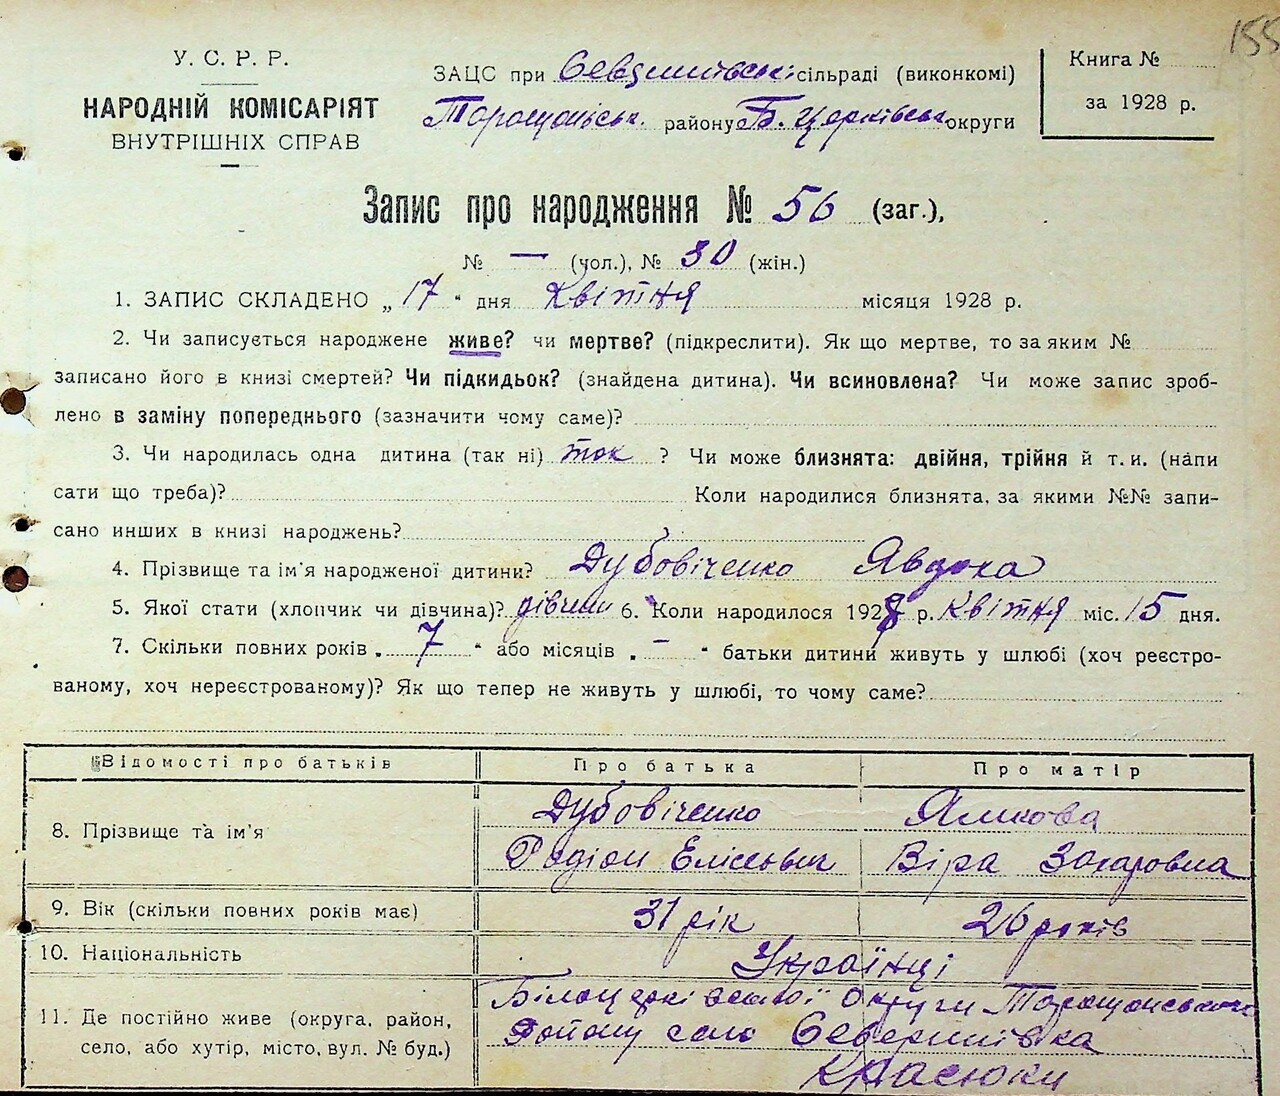 155
У. С. Р. Р.
НАРОДНІЙ КОМІСАРІЯТ
ВНУТРІШНІХ СПРАВ
ЗАЦС при сільраді (виконкомі)
району Б. Церківськ округи
Книга №
за 1928 р.
Запис про народження № 56 (заг.),
№ — (чол.), № 30 (жін.)
1. ЗАПИС СКЛАДЕНО „ 17 “ дня Квітня місяця 1928 р.
2. Чи записується народжене живе? чи мертве? (підкреслити). Як що мертве, то за яким №
записано його в книзі смертей? Чи підкидьок? (знайдена дитина). Чи всиновлена? Чи може запис зроб-
лено в заміну попереднього (зазначити чому саме)?
3. Чи народилась одна дитина (так ні) так ? Чи може близнята: двійня, трійня й т. и. (напи
сати що треба)? Коли народилися близнята, за якими №№ запи-
сано инших в книзі народжень?
4. Прізвище та ім'я народженої дитини? Дубовіченко Явдоха
5. Якої стати (хлопчик чи дівчина)? дівчин 6. Коли народилося 1928 р. Квітня міс. 15 дня.
7. Скільки повних років „ 7 “ або місяців „ — “ батьки дитини живуть у шлюбі (хоч реєстро-
ваному, хоч нереєстрованому)? Як що тепер не живуть у шлюбі, то чому саме?
Відомості про батьків Про батька Про матір
8. Прізвище та ім'я
Дубовіченко
Родіон Елісеович
Віра Захаровна
9. Вік (скільки повних років має) 31 рік 26 років
10. Національність Українці
11. Де постійно живе (округа, район,
село, або хутір, місто, вул. № буд.)
Білоцерківської Округи
Району село Северинівка
Красюки